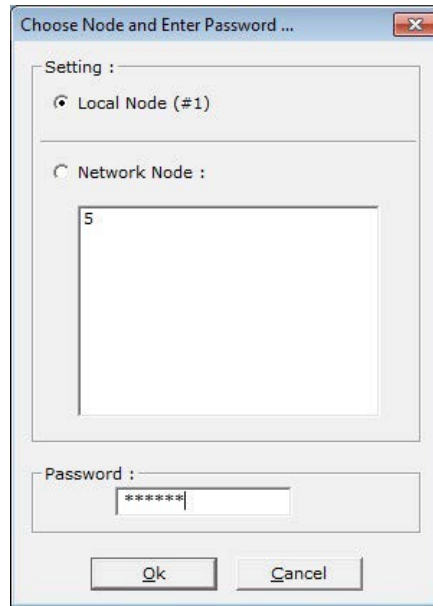 Choose Node and Enter Password ...
Setting :
Local Node (#1)
Network Node :
5
Password :
******
Ok
Cancel